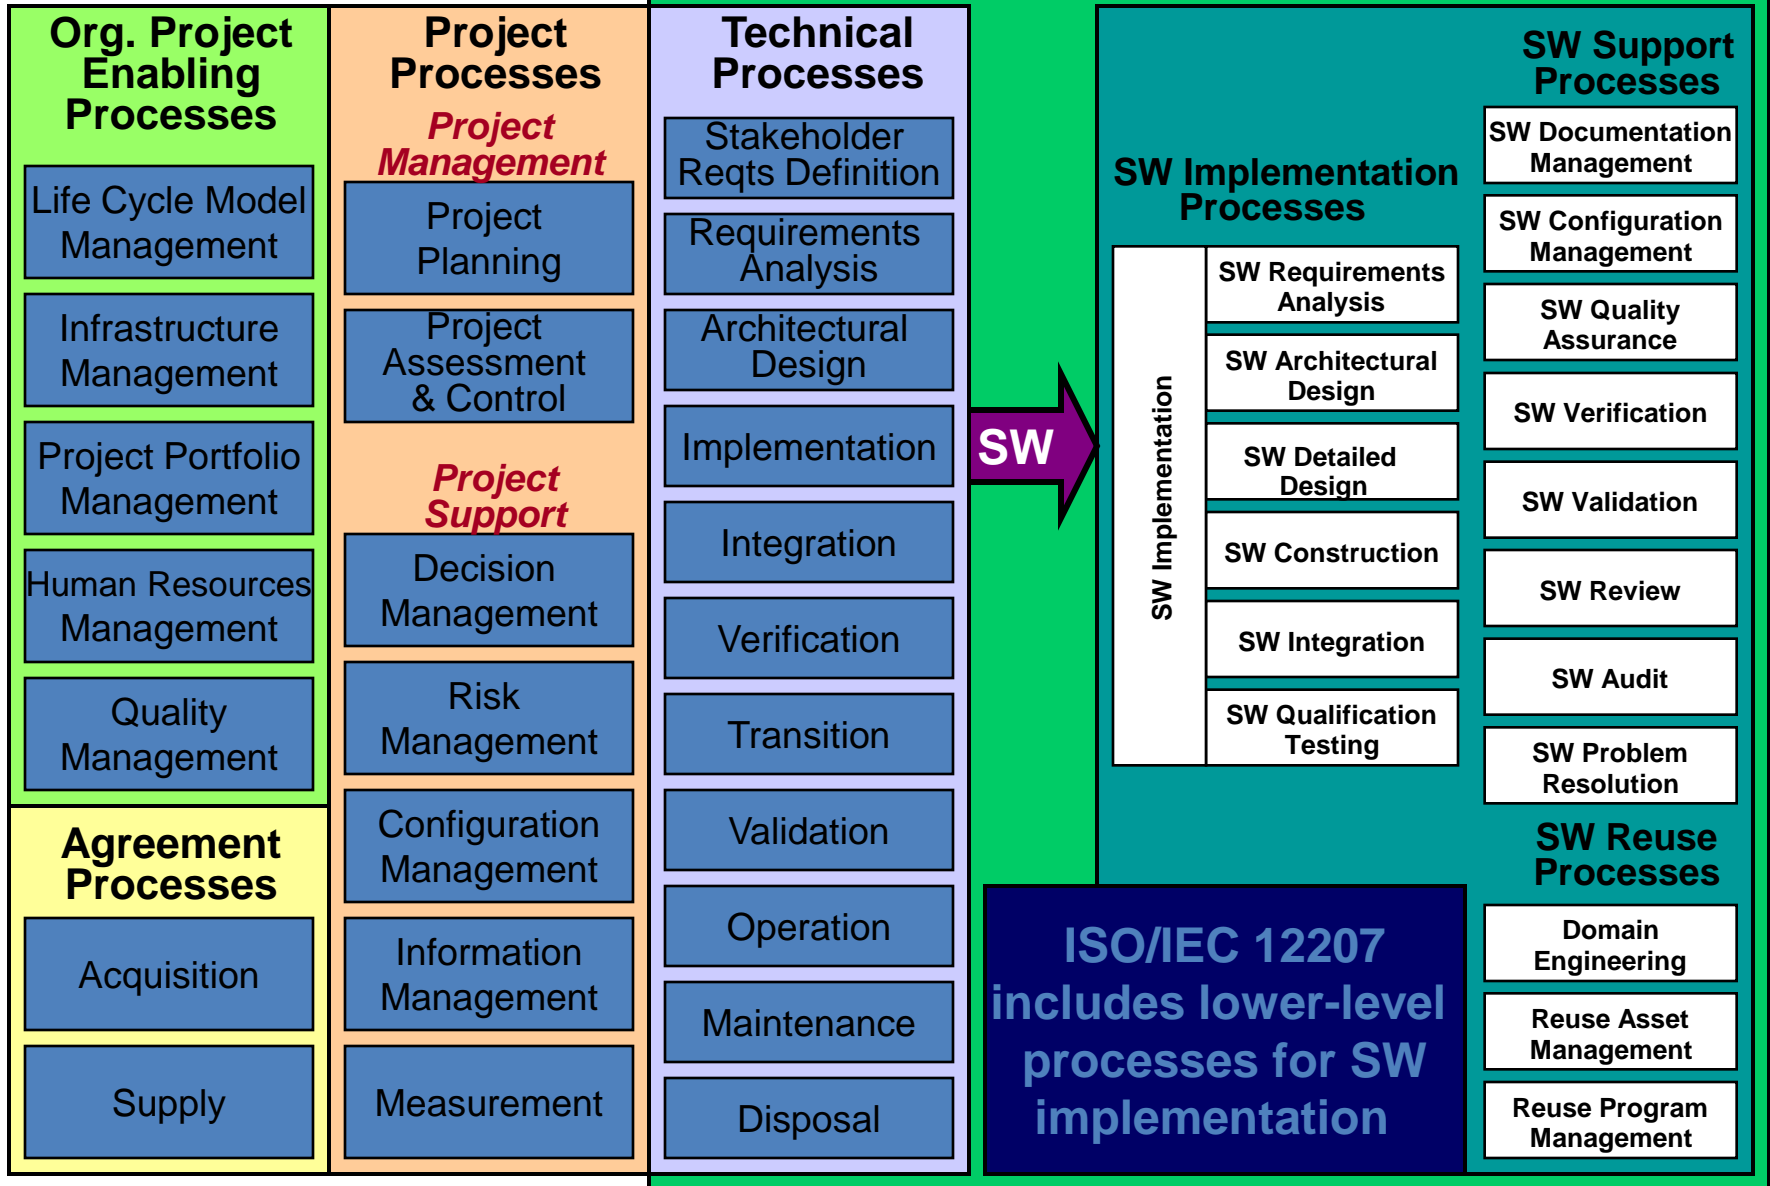 Org. Project
Enabling
Processes
Life Cycle Model
Management
Infrastructure
Management
Project Portfolio
Management
Human Resources
Management
Quality
Management
Agreement
Processes
Acquisition
Supply
Project
Processes
Project
Management
Project
Planning
Project
Assessment
& Control
Project
Support
Decision
Management
Risk
Management
Configuration
Management
Information
Management
Measurement
Technical
Processes
Stakeholder
Reqts Definition
Requirements
Analysis
Architectural
Design
Implementation
Integration
Verification
Transition
Validation
Operation
Maintenance
Disposal
SW
SW Implementation
Processes
SW Implementation
SW Requirements
Analysis
SW Architectural
Design
SW Detailed
Design
SW Construction
SW Integration
SW Qualification
Testing
SW Support
Processes
SW Documentation
Management
SW Configuration
Management
SW Quality
Assurance
SW Verification
SW Validation
SW Review
SW Audit
SW Problem
Resolution
SW Reuse
Processes
Domain
Engineering
Reuse Asset
Management
Reuse Program
Management
ISO/IEC 12207
includes lower-level
processes for SW
implementation